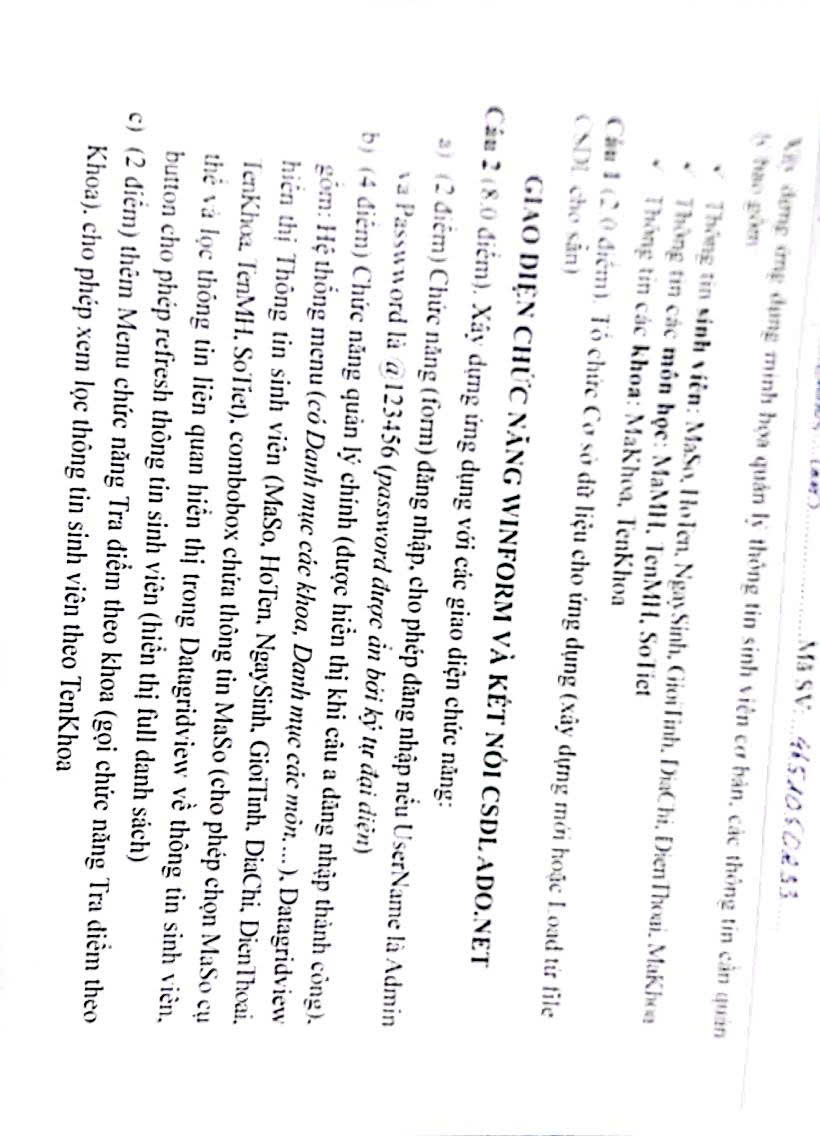 Mã SV: 4651050233
Xây dựng ứng dụng minh họa quản lý thông tin sinh viên cơ bản, các thông tin cần quản
lý bao gồm
✓ Thông tin sinh viên: MaSo, HoTen, NgaySinh, GioiTinh, DiaChi, DienThoai, MaKhoa
✓ Thông tin các môn học: MaMH, TenMH, SoTiet
✓ Thông tin các khoa: MaKhoa, TenKhoa
Câu 1 (2.0 điểm). Tổ chức Cơ sở dữ liệu cho ứng dụng (xây dựng mới hoặc Load từ file
CSDL cho sẵn)
GIAO DIỆN CHỨC NĂNG WINFORM VÀ KẾT NỐI CSDL ADO.NET
Câu 2 (8.0 điểm). Xây dựng ứng dụng với các giao diện chức năng:
a) (2 điểm) Chức năng (form) đăng nhập, cho phép đăng nhập nếu UserName là Admin
và Passwword là @123456 (password được ẩn bởi ký tự đại diện)
b) (4 điểm) Chức năng quản lý chính (được hiển thị khi câu a đăng nhập thành công),
gồm: Hệ thống menu (có Danh mục các khoa, Danh mục các môn,...), Datagridview
hiển thị Thông tin sinh viên (MaSo, HoTen, NgaySinh, GioiTinh, DiaChi, DienThoai,
TenKhoa, TenMH, SoTiet), combobox chứa thông tin MaSo (cho phép chọn MaSo cụ
thể và lọc thông tin liên quan hiển thị trong Datagridview về thông tin sinh viên,
button cho phép refresh thông tin sinh viên (hiển thị full danh sách)
c) (2 điểm) thêm Menu chức năng Tra điểm theo khoa (gọi chức năng Tra điểm theo
Khoa), cho phép xem lọc thông tin sinh viên theo TenKhoa